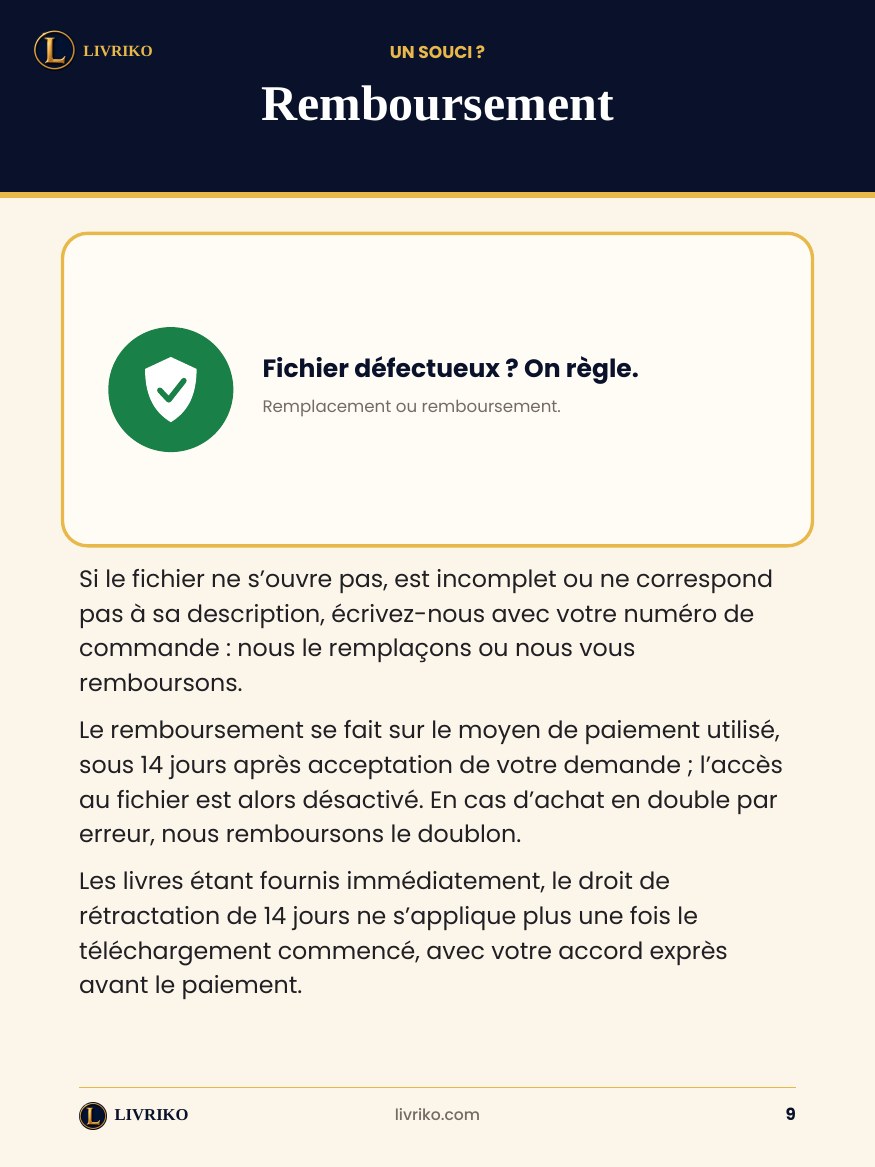 LIVRIKO
UN SOUCI ?
Remboursement
Fichier défectueux ? On règle.
Remplacement ou remboursement.
Si le fichier ne s’ouvre pas, est incomplet ou ne correspond
pas à sa description, écrivez-nous avec votre numéro de
commande : nous le remplaçons ou nous vous
remboursons.
Le remboursement se fait sur le moyen de paiement utilisé,
sous 14 jours après acceptation de votre demande ; l’accès
au fichier est alors désactivé. En cas d’achat en double par
erreur, nous remboursons le doublon.
Les livres étant fournis immédiatement, le droit de
rétractation de 14 jours ne s’applique plus une fois le
téléchargement commencé, avec votre accord exprès
avant le paiement.
LIVRIKO
livriko.com
9